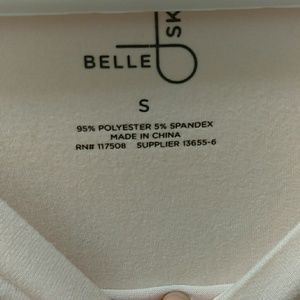 BELLE
SK
S
95% POLYESTER 5% SPANDEX
MADE IN CHINA
RN# 117508 SUPPLIER 13655-6